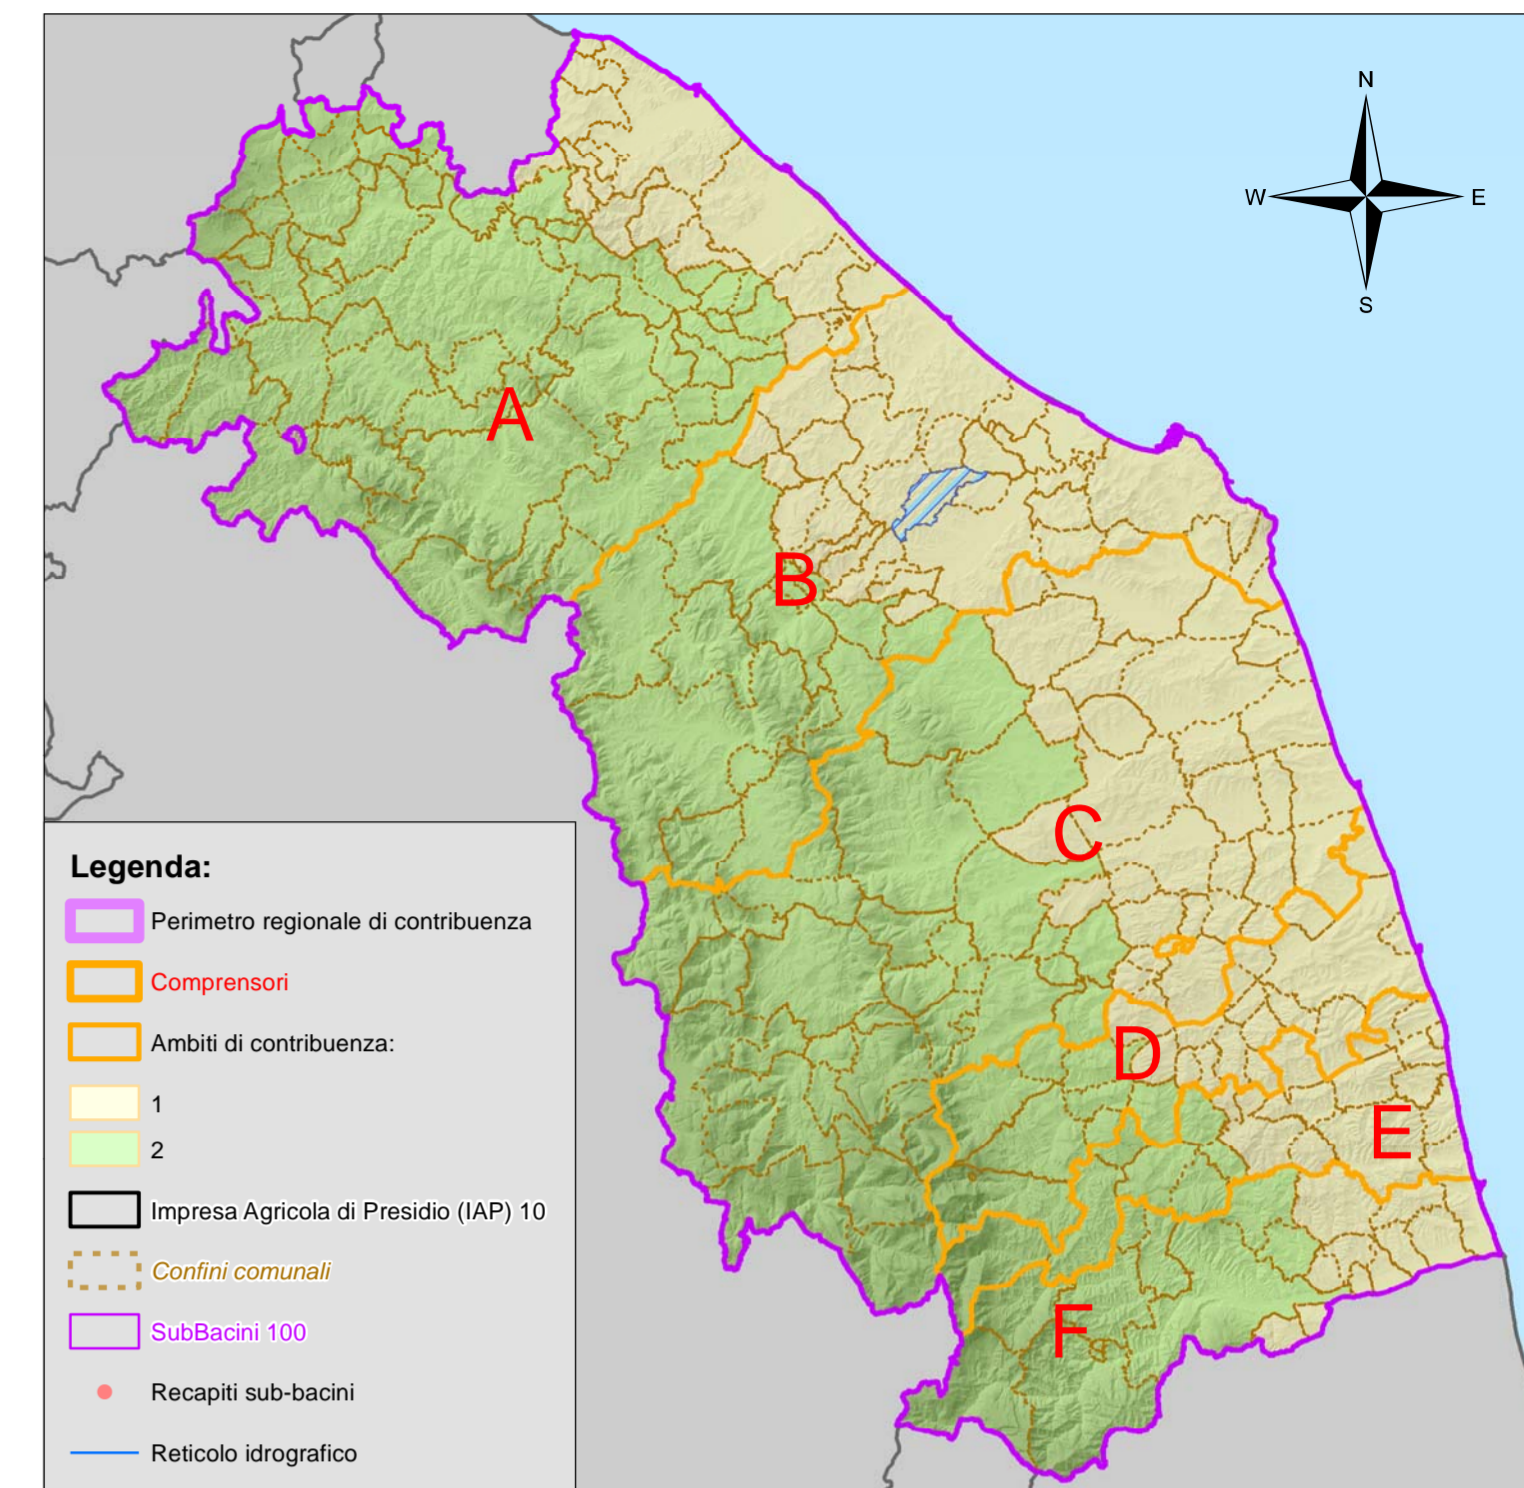 N
W E
S
A
B
C
D
E
F
Legenda:
Perimetro regionale di contribuenza
Comprensori
Ambiti di contribuenza:
1
2
Impresa Agricola di Presidio (IAP) 10
Confini comunali
SubBacini 100
Recapiti sub-bacini
Reticolo idrografico